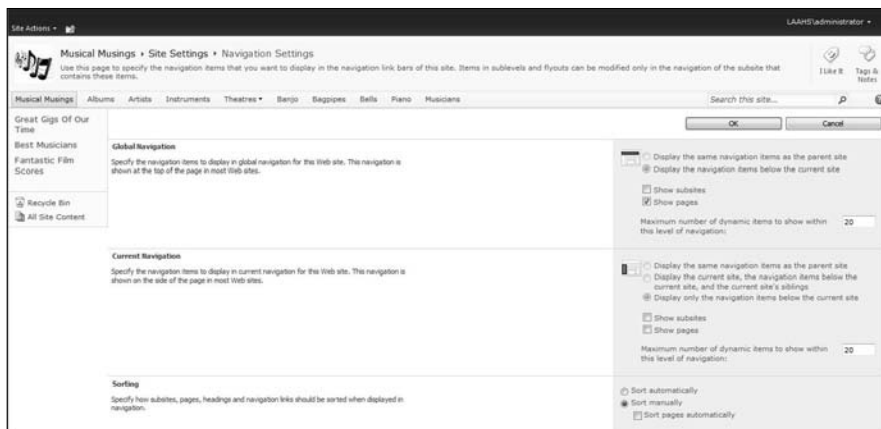 LAAHS\administrator
Site Actions
Musical Musings ▸ Site Settings ▸ Navigation Settings
Use this page to specify the navigation items that you want to display in the navigation link bars of this site. Items in sublevels and flyouts can be modified only in the navigation of the subsite that
contains these items.
I Like It
Tags &
Notes
Musical Musings Albums Artists Instruments Theatres Banjo Bagpipes Bells Piano Musicians
Search this site...
Great Gigs Of Our
Time
Best Musicians
Fantastic Film
Scores
Recycle Bin
All Site Content
OK Cancel
Global Navigation
Specify the navigation items to display in global navigation for this Web site. This navigation is
shown at the top of the page in most Web sites.
Display the same navigation items as the parent site
Display the navigation items below the current site
Show subsites
Show pages
Maximum number of dynamic items to show within
this level of navigation:
20
Current Navigation
Specify the navigation items to display in current navigation for this Web site. This navigation is
shown on the side of the page in most Web sites.
Display the same navigation items as the parent site
Display the current site, the navigation items below the
current site, and the current site's siblings
Display only the navigation items below the current site
Show subsites
Show pages
Maximum number of dynamic items to show within
this level of navigation:
20
Sorting
Specify how subsites, pages, headings and navigation links should be sorted when displayed in
navigation.
Sort automatically
Sort manually
Sort pages automatically